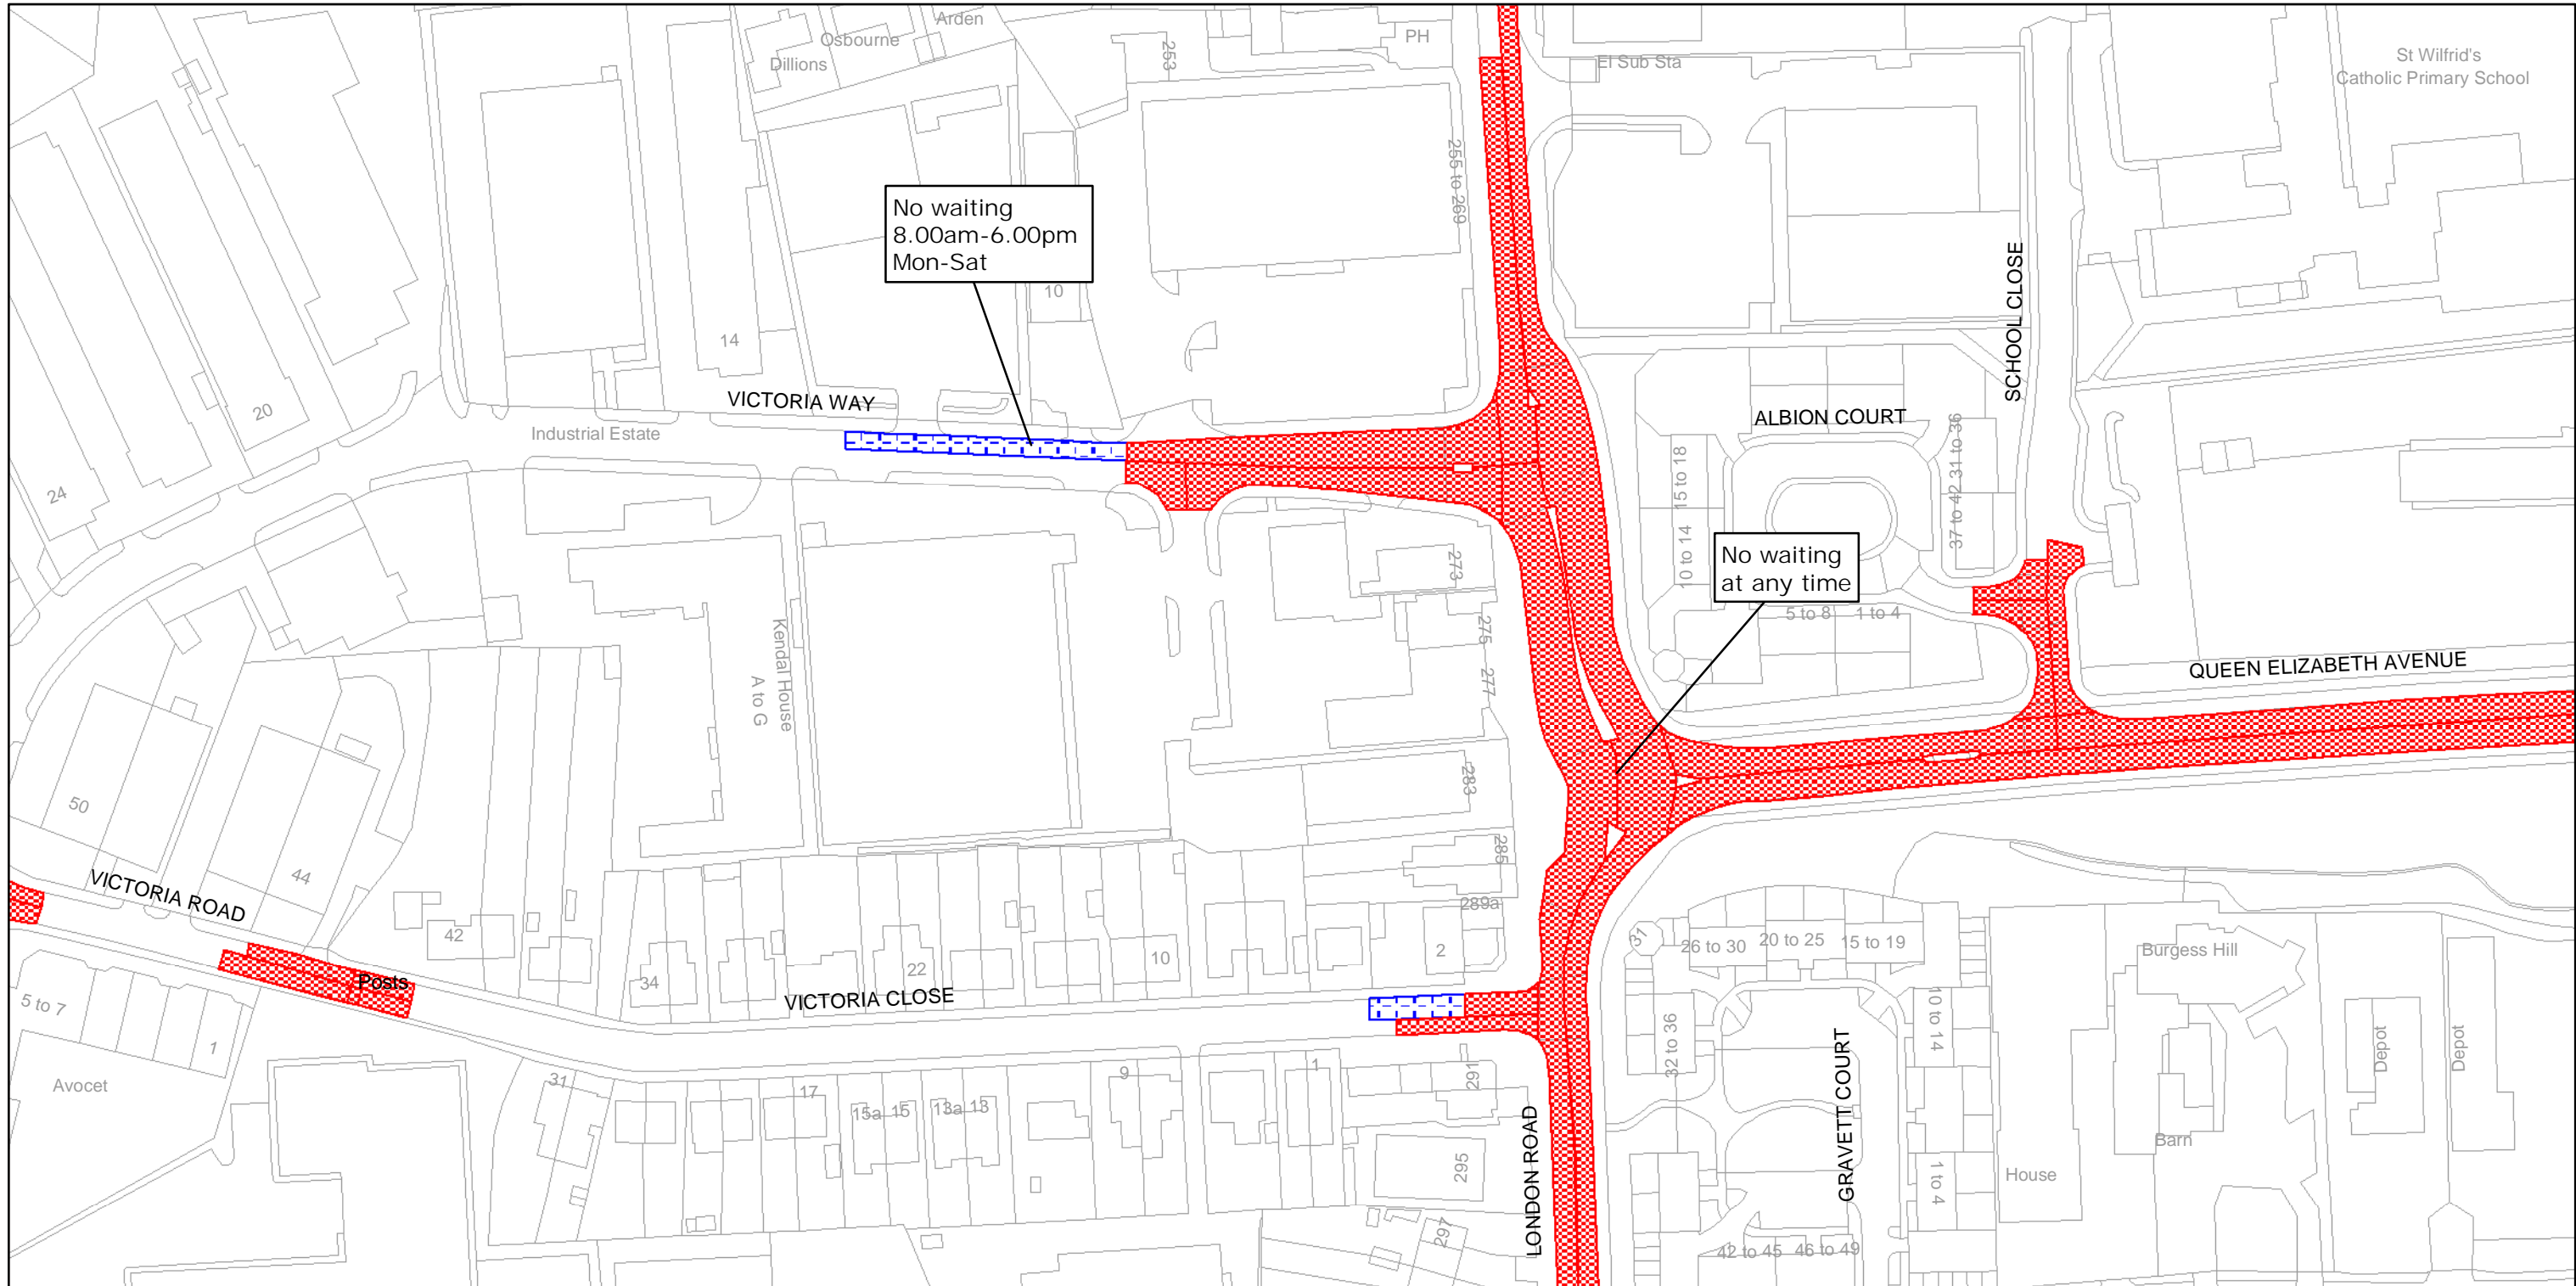 Arden
Osbourne
Dillions
253
PH
El Sub Sta
St Wilfrid's
Catholic Primary School
255 to 269
No waiting
8.00am-6.00pm
Mon-Sat
10
14
20
24
VICTORIA WAY
Industrial Estate
SCHOOL CLOSE
ALBION COURT
15 to 18
10 to 14
31 to 36
37 to 42
No waiting
at any time
5 to 8
1 to 4
QUEEN ELIZABETH AVENUE
273
275
277
283
285
289a
Kendal House
A to G
50
44
VICTORIA ROAD
42
34
22
10
2
Posts
VICTORIA CLOSE
5 to 7
1
Avocet
31
17
15a
15
13a
13
9
1
291
295
297
LONDON ROAD
31
26 to 30
20 to 25
15 to 19
10 to 14
32 to 36
GRAVETT COURT
1 to 4
42 to 45
46 to 49
House
Burgess Hill
Barn
Depot
Depot